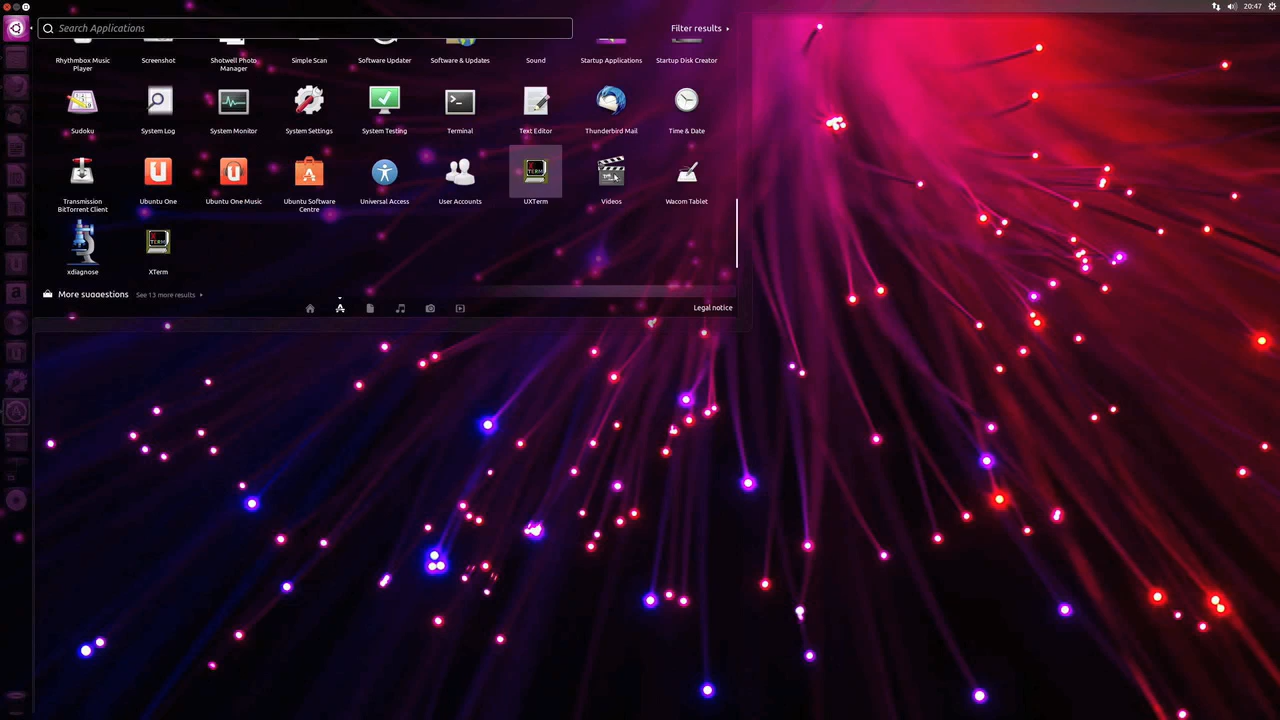 20:47
Search Applications
Filter results
Rhythmbox Music Player
Screenshot
Shotwell Photo Manager
Simple Scan
Software Updater
Software & Updates
Sound
Startup Applications
Startup Disk Creator
Sudoku
System Log
System Monitor
System Settings
System Testing
Terminal
Text Editor
Thunderbird Mail
Time & Date
Transmission BitTorrent Client
Ubuntu One
Ubuntu One Music
Ubuntu Software Centre
Universal Access
User Accounts
UXTerm
Videos
Wacom Tablet
xdiagnose
XTerm
More suggestions
See 13 more results
Legal notice